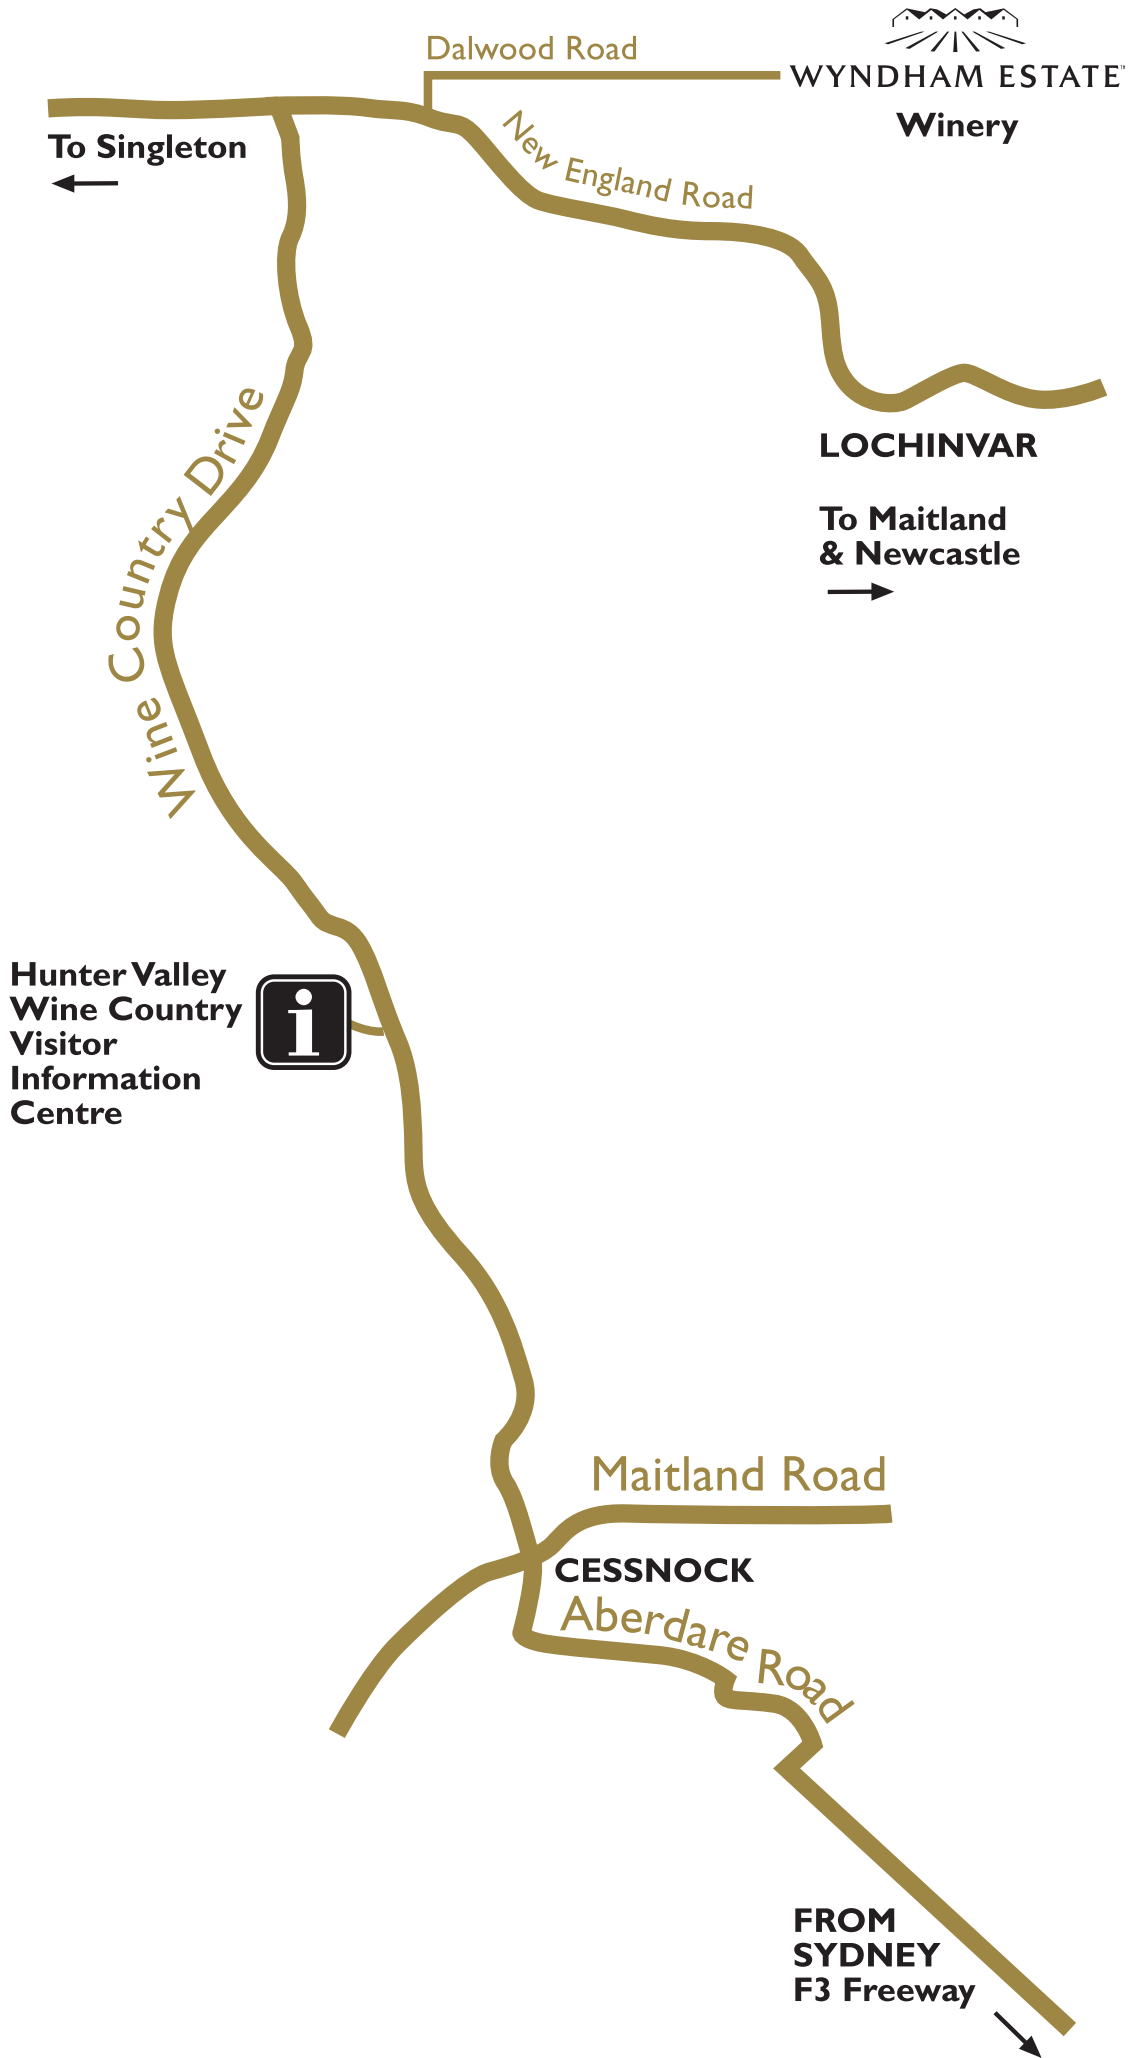 Dalwood Road
WYNDHAM ESTATE™
Winery
To Singleton
New England Road
Wine Country Drive
LOCHINVAR
To Maitland
& Newcastle
Hunter Valley
Wine Country
Visitor
Information
Centre
i
Maitland Road
CESSNOCK
Aberdare Road
FROM
SYDNEY
F3 Freeway